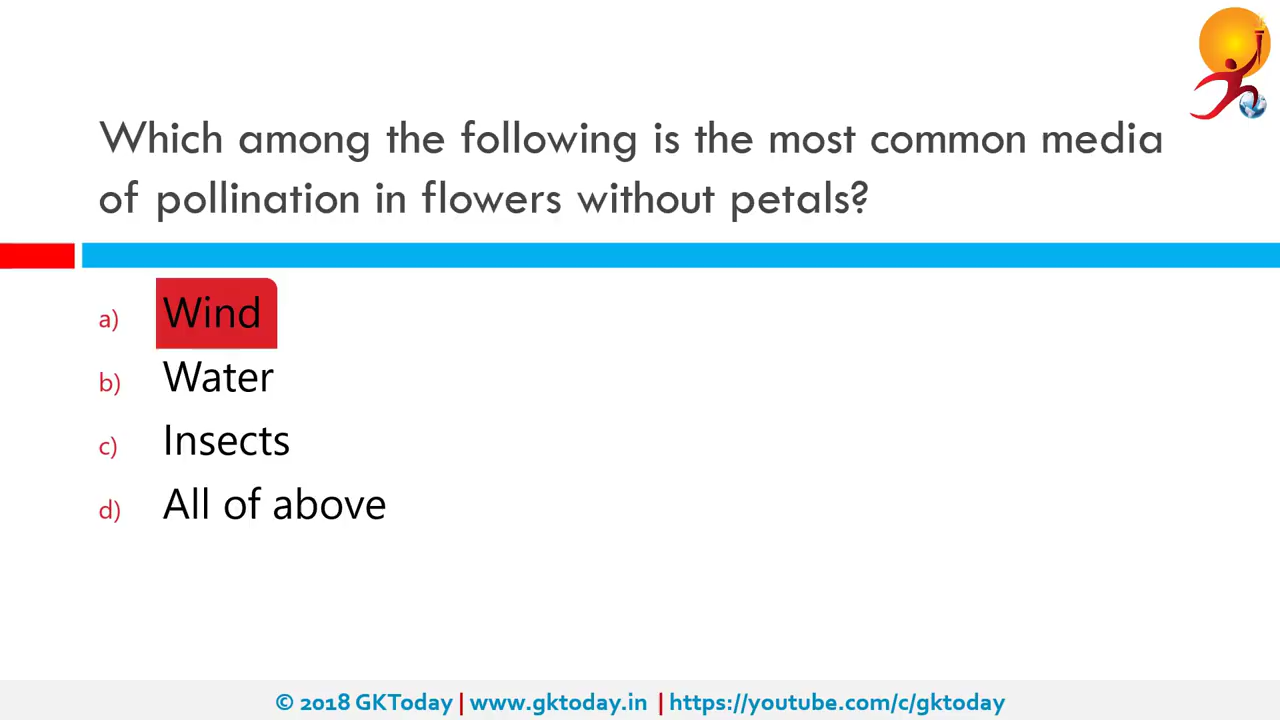 Which among the following is the most common media
of pollination in flowers without petals?
a) Wind
b) Water
c) Insects
d) All of above
© 2018 GKToday | www.gktoday.in | https://youtube.com/c/gktoday